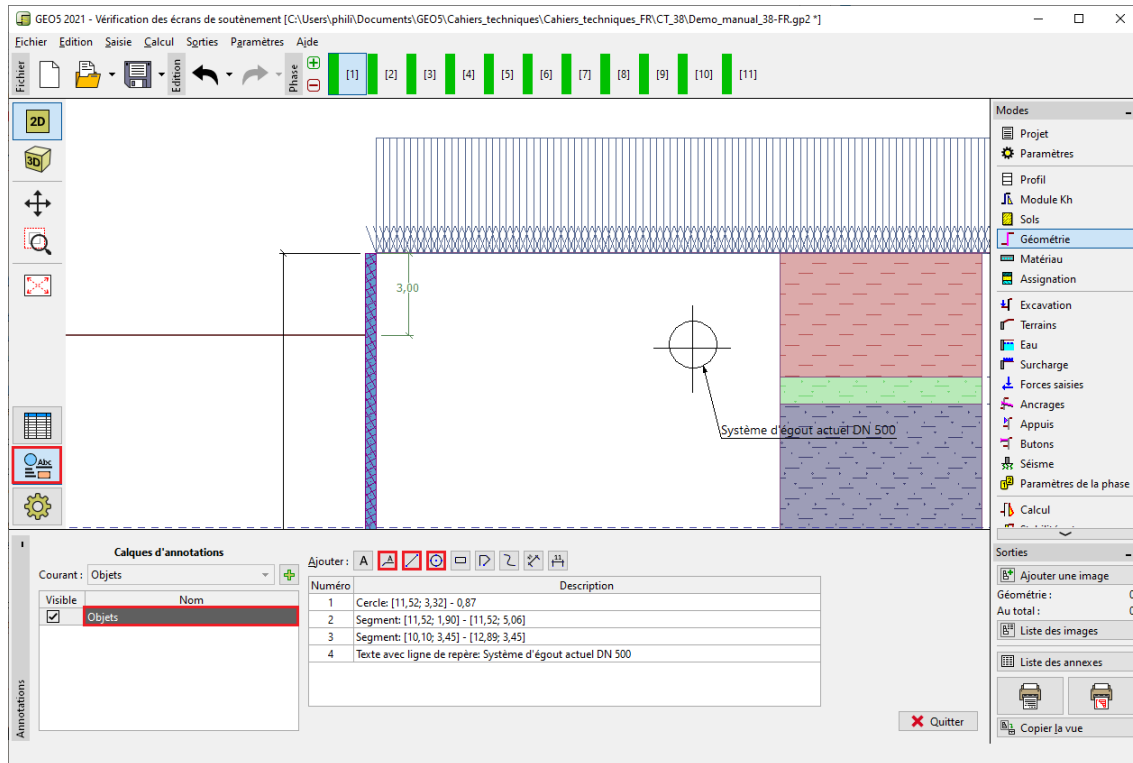 GEO5 2021 - Vérification des écrans de soutènement [C:\Users\phili\Documents\GEO5\Cahiers_techniques\Cahiers_techniques_FR\CT_38\Demo_manual_38-FR.gp2 *]
Fichier Edition Saisie Calcul Sorties Paramètres Aide
Fichier
Edition
Phase
[1] [2] [3] [4] [5] [6] [7] [8] [9] [10] [11]
2D
3D
Abc
3,00
Système d'égout actuel DN 500
Modes
Projet
Paramètres
Profil
Module Kh
Sols
Géométrie
Matériau
Assignation
Excavation
Terrains
Eau
Surcharge
Forces saisies
Ancrages
Appuis
Butons
Séisme
Paramètres de la phase
Calcul
Sorties
Ajouter une image
Géométrie : 0
Au total : 0
Liste des images
Liste des annexes
Copier la vue
Annotations
Calques d'annotations
Courant : Objets
Visible Nom
Objets
Ajouter : A
Numéro Description
1 Cercle: [11,52; 3,32] - 0,87
2 Segment: [11,52; 1,90] - [11,52; 5,06]
3 Segment: [10,10; 3,45] - [12,89; 3,45]
4 Texte avec ligne de repère: Système d'égout actuel DN 500
Quitter